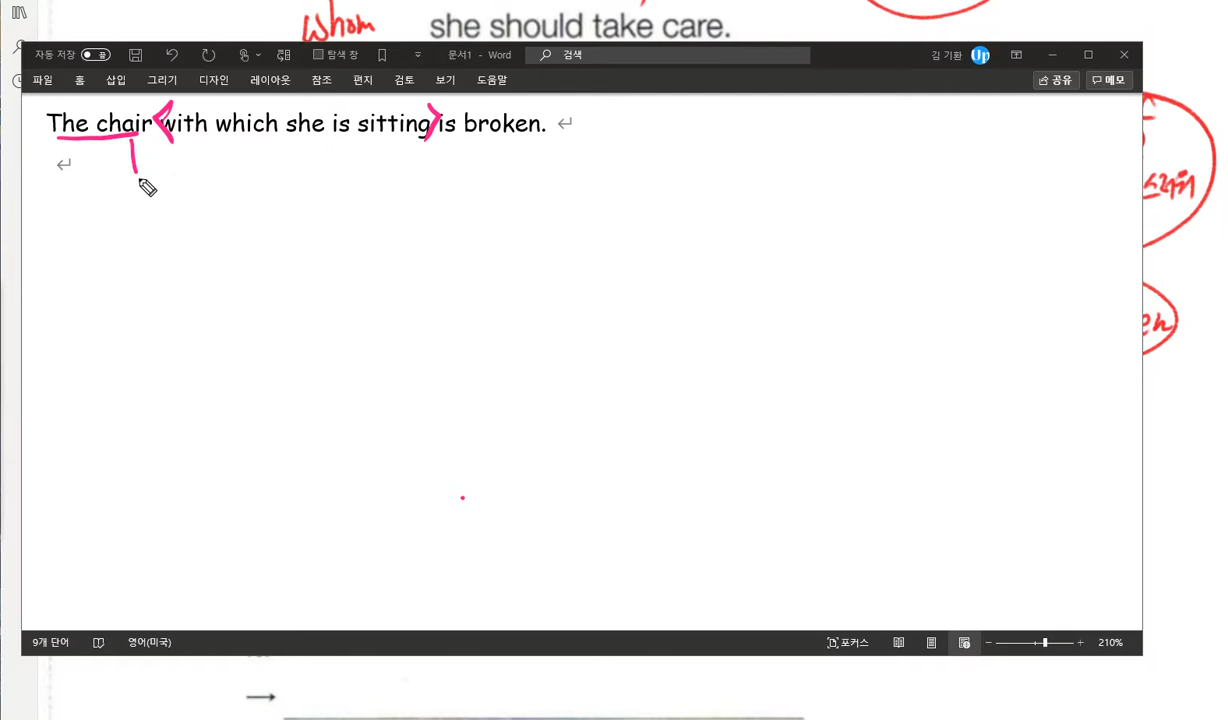 whom
she should take care.
자동 저장 끌 탐색 창 문서1 - Word 검색 김 기환 Up
파일 홈 삽입 그리기 디자인 레이아웃 참조 편지 검토 보기 도움말 공유 메모
The chair with which she is sitting is broken.
9개 단어 영어(미국) 포커스 210%